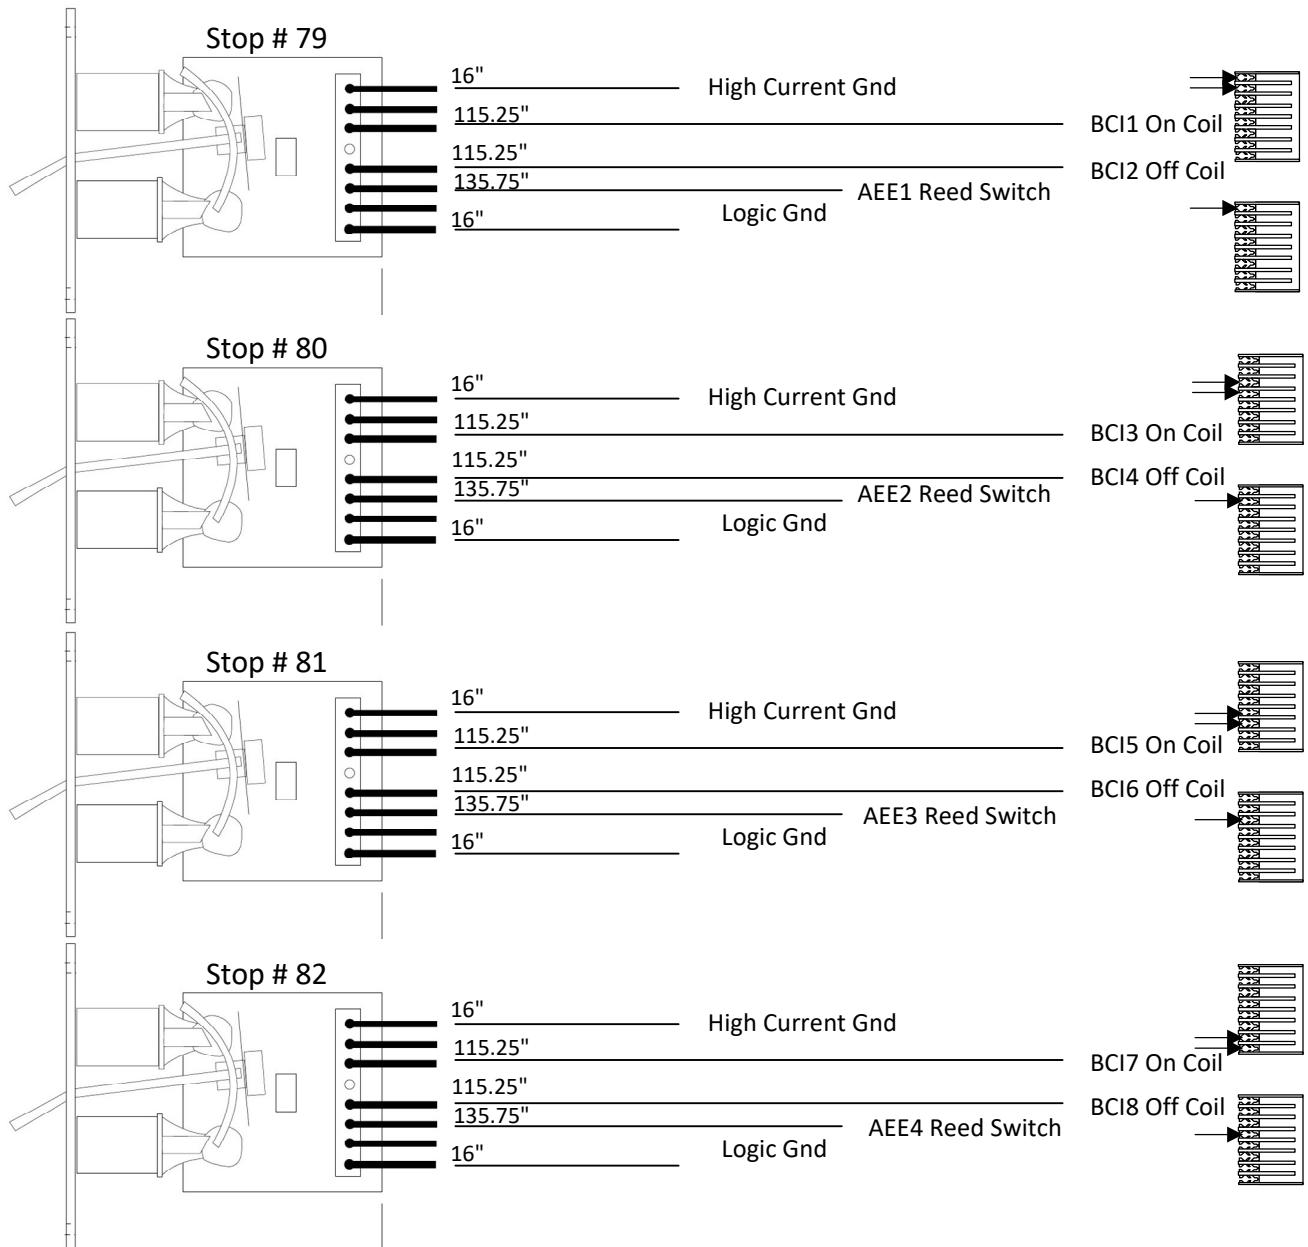 Stop # 79
16"
High Current Gnd
115.25"
BCI1 On Coil
115.25"
BCI2 Off Coil
135.75"
AEE1 Reed Switch
Logic Gnd
16"
Stop # 80
16"
High Current Gnd
115.25"
BCI3 On Coil
115.25"
BCI4 Off Coil
135.75"
AEE2 Reed Switch
Logic Gnd
16"
Stop # 81
16"
High Current Gnd
115.25"
BCI5 On Coil
115.25"
BCI6 Off Coil
135.75"
AEE3 Reed Switch
Logic Gnd
16"
Stop # 82
16"
High Current Gnd
115.25"
BCI7 On Coil
115.25"
BCI8 Off Coil
135.75"
AEE4 Reed Switch
Logic Gnd
16"